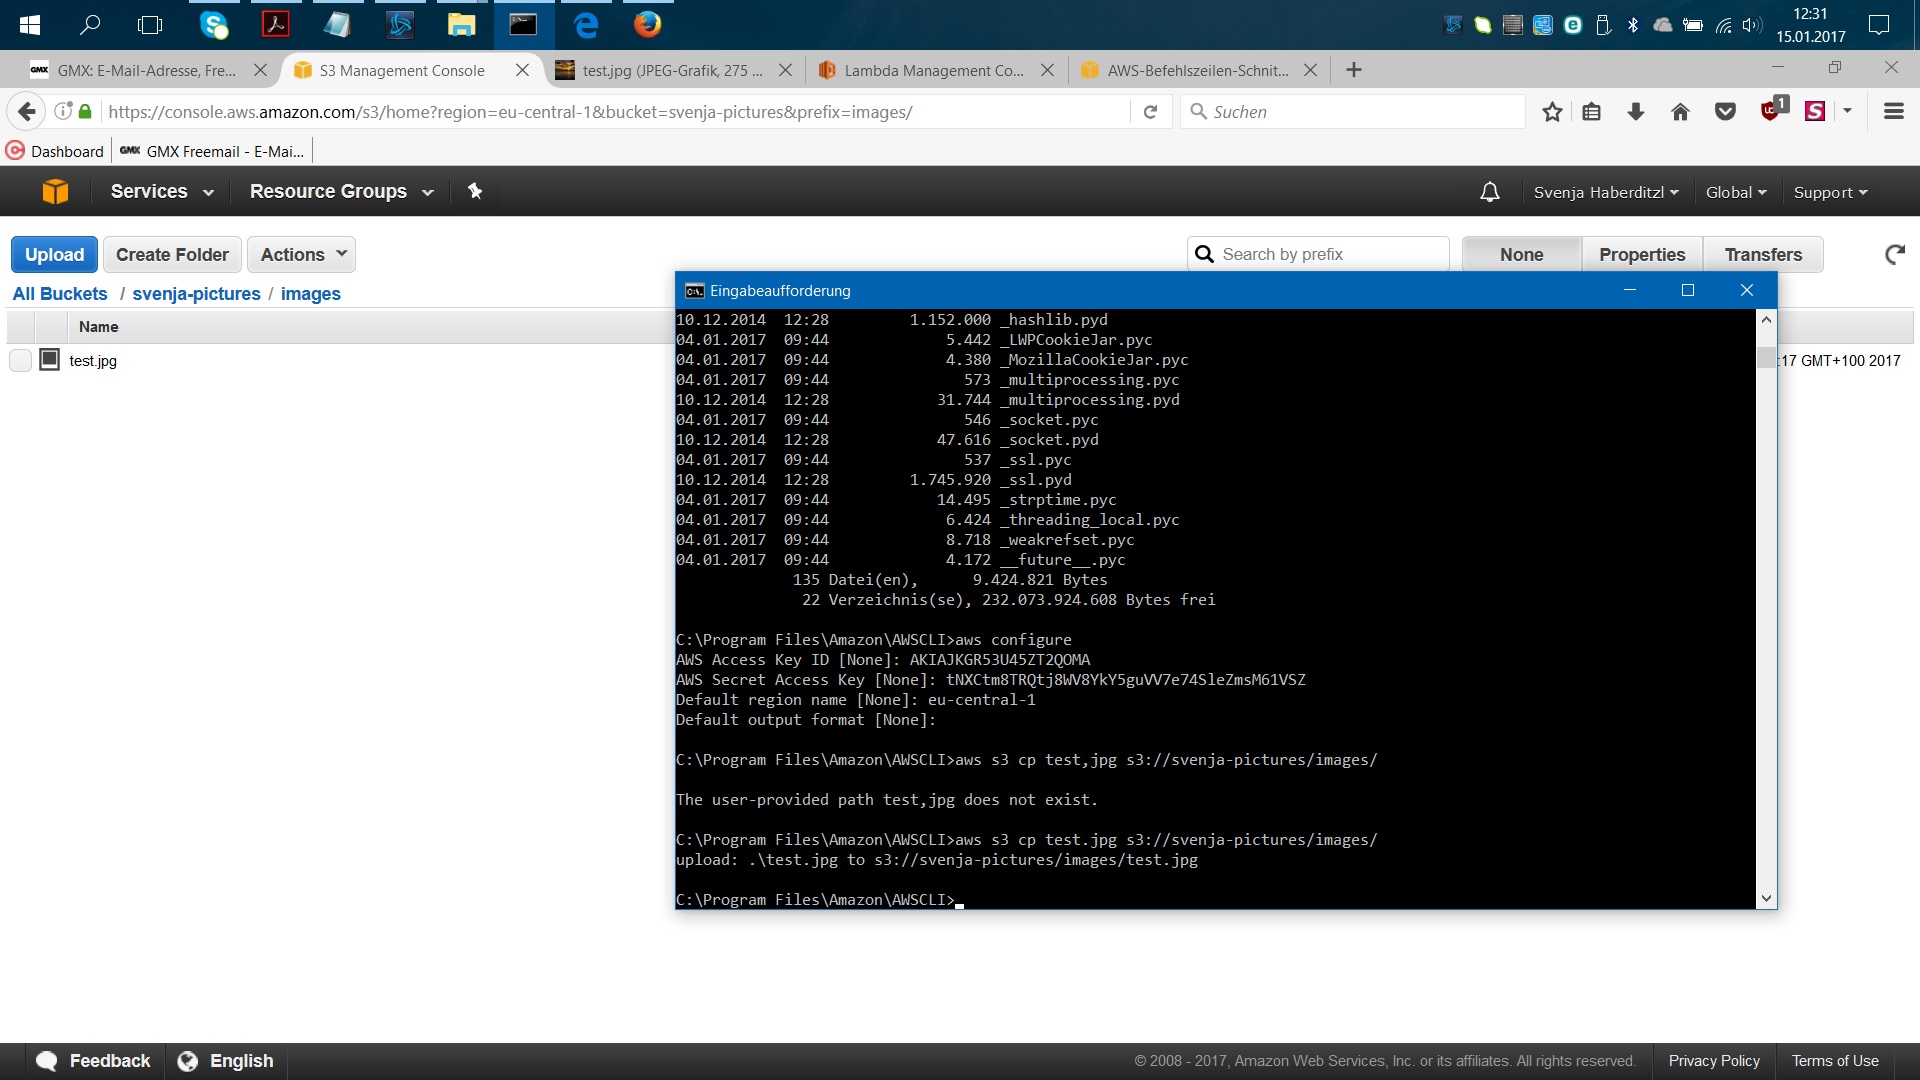 12:31
15.01.2017
GMX GMX: E-Mail-Adresse, Fre...
S3 Management Console
test.jpg (JPEG-Grafik, 275 ...
Lambda Management Co...
AWS-Befehlszeilen-Schnit...
https://console.aws.amazon.com/s3/home?region=eu-central-1&bucket=svenja-pictures&prefix=images/
Suchen
1
Dashboard
GMX GMX Freemail - E-Mai...
Services
Resource Groups
Svenja Haberditzl
Global
Support
Upload
Create Folder
Actions
Search by prefix
None
Properties
Transfers
All Buckets / svenja-pictures / images
Name
test.jpg
:17 GMT+100 2017
Eingabeaufforderung
10.12.2014  12:28         1.152.000 _hashlib.pyd
04.01.2017  09:44             5.442 _LWPCookieJar.pyc
04.01.2017  09:44             4.380 _MozillaCookieJar.pyc
04.01.2017  09:44               573 _multiprocessing.pyc
10.12.2014  12:28            31.744 _multiprocessing.pyd
04.01.2017  09:44               546 _socket.pyc
10.12.2014  12:28            47.616 _socket.pyd
04.01.2017  09:44               537 _ssl.pyc
10.12.2014  12:28         1.745.920 _ssl.pyd
04.01.2017  09:44            14.495 _strptime.pyc
04.01.2017  09:44             6.424 _threading_local.pyc
04.01.2017  09:44             8.718 _weakrefset.pyc
04.01.2017  09:44             4.172 __future__.pyc
135 Datei(en),      9.424.821 Bytes
22 Verzeichnis(se), 232.073.924.608 Bytes frei
C:\Program Files\Amazon\AWSCLI>aws configure
AWS Access Key ID [None]: AKIAJKGR53U45ZT2QOMA
AWS Secret Access Key [None]: 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
Default region name [None]: eu-central-1
Default output format [None]:
C:\Program Files\Amazon\AWSCLI>aws s3 cp test,jpg s3://svenja-pictures/images/
The user-provided path test,jpg does not exist.
C:\Program Files\Amazon\AWSCLI>aws s3 cp test.jpg s3://svenja-pictures/images/
upload: .\test.jpg to s3://svenja-pictures/images/test.jpg
C:\Program Files\Amazon\AWSCLI>
Feedback
English
© 2008 - 2017, Amazon Web Services, Inc. or its affiliates. All rights reserved.
Privacy Policy
Terms of Use